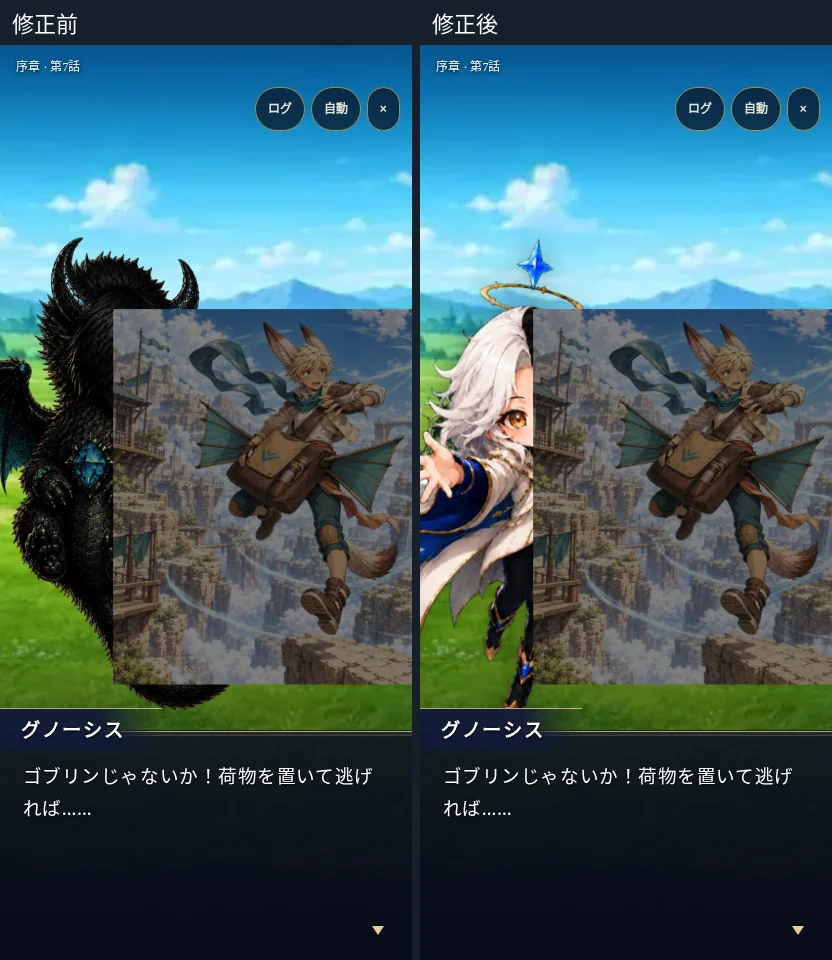 修正前
序章 · 第7話
ログ
自動
×
グノーシス
ゴブリンじゃないか！荷物を置いて逃げ
れば……
修正後
序章 · 第7話
ログ
自動
×
グノーシス
ゴブリンじゃないか！荷物を置いて逃げ
れば……